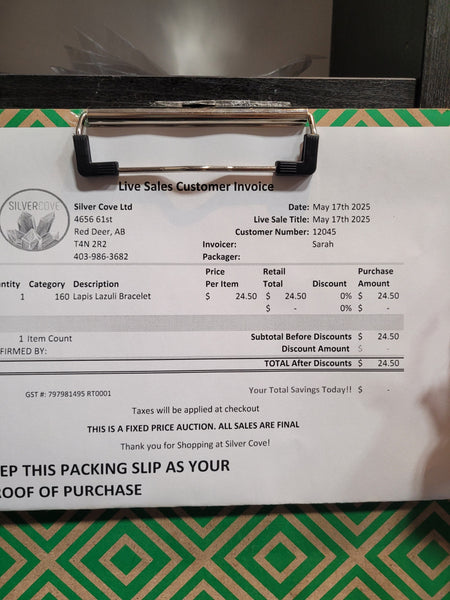 Live Sales Customer Invoice
SILVERCOVE
Silver Cove Ltd
4656 61st
Red Deer, AB
T4N 2R2
403-986-3682
Date: May 17th 2025
Live Sale Title: May 17th 2025
Customer Number: 12045
Invoicer: Sarah
Packager:
ntity Category Description Price Per Item Retail Total Discount Purchase Amount
1 160 Lapis Lazuli Bracelet $ 24.50 $ 24.50 0% $ 24.50
$ - 0% $ -
1 Item Count
FIRMED BY:
Subtotal Before Discounts $ 24.50
Discount Amount $ -
TOTAL After Discounts $ 24.50
GST #: 797981495 RT0001
Your Total Savings Today!! $ -
Taxes will be applied at checkout
THIS IS A FIXED PRICE AUCTION. ALL SALES ARE FINAL
Thank you for Shopping at Silver Cove!
EP THIS PACKING SLIP AS YOUR
ROOF OF PURCHASE